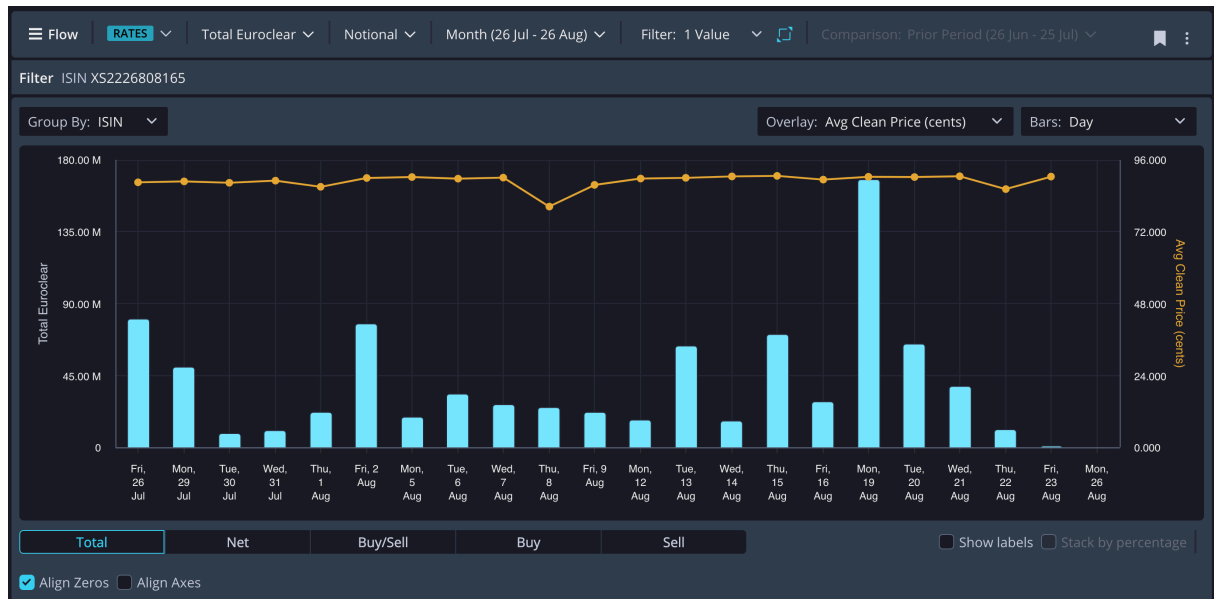 Flow RATES Total Euroclear Notional Month (26 Jul - 26 Aug) Filter: 1 Value Comparison: Prior Period (26 Jun - 25 Jul)
Filter ISIN XS2226808165
Group By: ISIN Overlay: Avg Clean Price (cents) Bars: Day
180.00 M 96.000
135.00 M 72.000
90.00 M 48.000
45.00 M 24.000
0 0.000
Total Euroclear
Avg Clean Price (cents)
Fri, Mon, Tue, Wed, Thu, Fri, 2 Mon, Tue, Wed, Thu, Fri, 9 Mon, Tue, Wed, Thu, Fri, Mon, Tue, Wed, Thu, Fri, Mon,
26 29 30 31 1 Aug 5 6 7 8 Aug 12 13 14 15 16 19 20 21 22 23 26
Jul Jul Jul Jul Aug Aug Aug Aug Aug Aug Aug Aug Aug Aug Aug Aug Aug Aug Aug Aug
Total Net Buy/Sell Buy Sell Show labels Stack by percentage
Align Zeros Align Axes